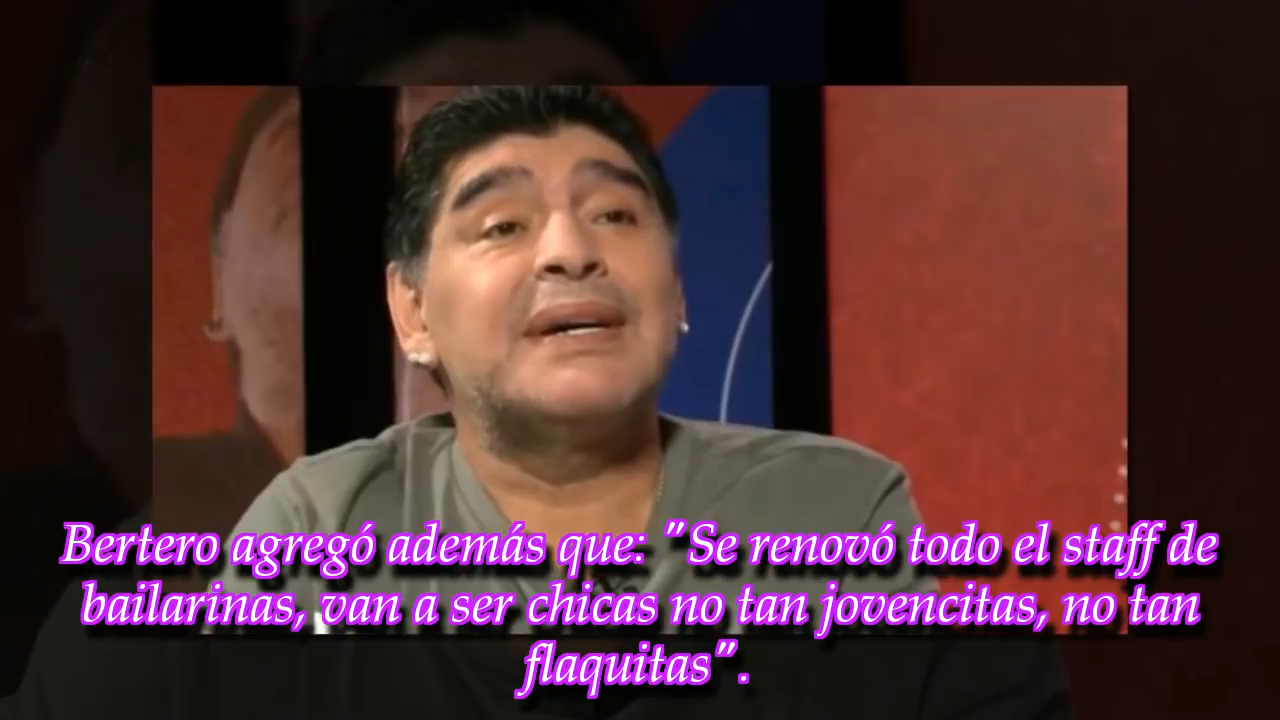 Bertero agregó además que: "Se renovó todo el staff de
bailarinas, van a ser chicas no tan jovencitas, no tan
flaquitas".